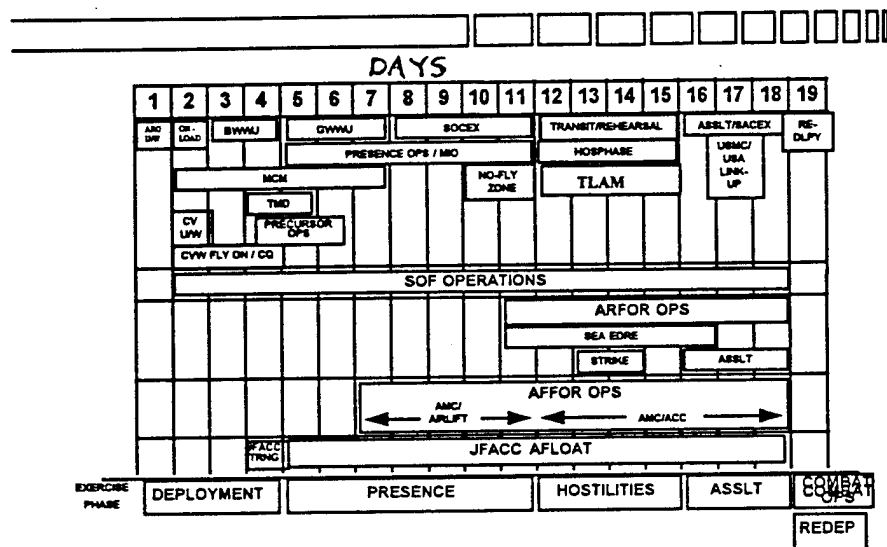 DAYS
1 2 3 4 5 6 7 8 9 10 11 12 13 14 15 16 17 18 19
ON-
LOAD
SOCEX
TRANSIT/REHEARSAL
ASSLT/SACEX
RE-
DLPY
PRESENCE OPS / MIO
HOSPHASE
USMC/
USA
LINK-
UP
MCM
NO-FLY
ZONE
TLAM
TMD
CV
PRECURSOR
OPS
CVW FLY ON / CQ
SOF OPERATIONS
ARFOR OPS
SEA EDRE
STRIKE
ASSLT
AFFOR OPS
AMC/
AIRLIFT
AMC/ACC
JFACC
TRNG
JFACC AFLOAT
EXERCISE
PHASE
DEPLOYMENT
PRESENCE
HOSTILITIES
ASSLT
COMBAT
COMBAT
OPS
REDEP